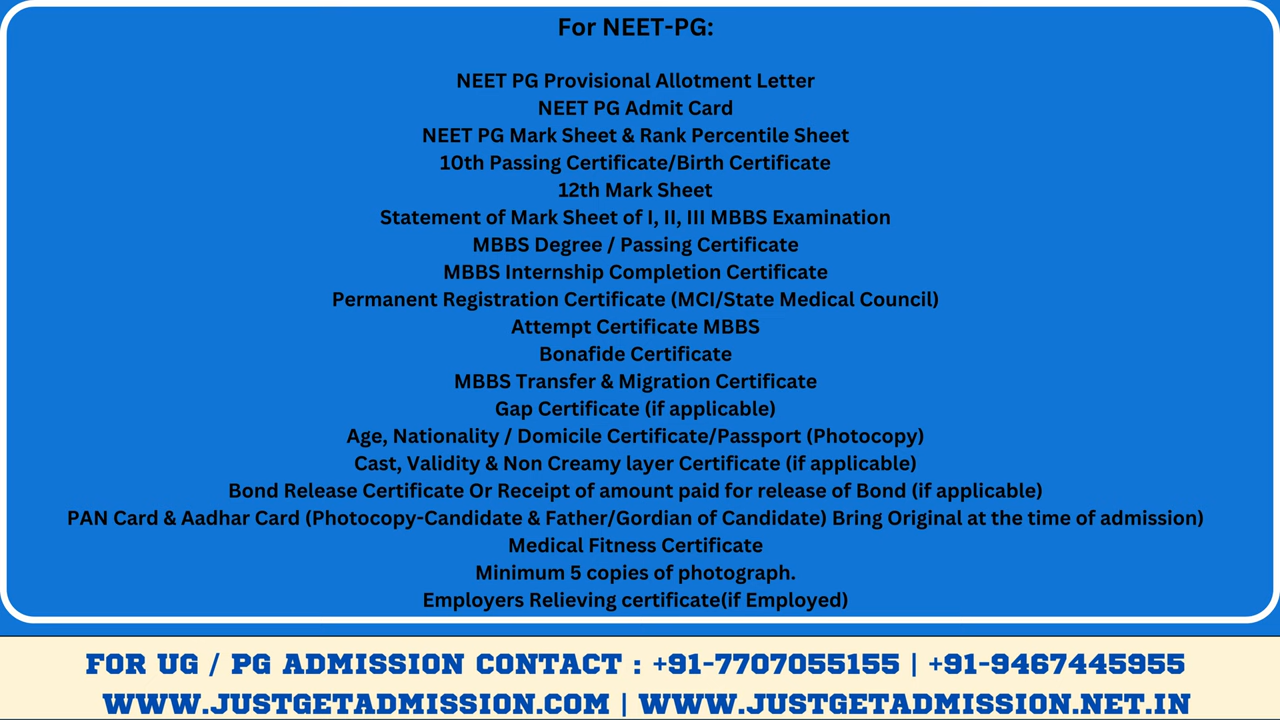 For NEET-PG:
NEET PG Provisional Allotment Letter
NEET PG Admit Card
NEET PG Mark Sheet & Rank Percentile Sheet
10th Passing Certificate/Birth Certificate
12th Mark Sheet
Statement of Mark Sheet of I, II, III MBBS Examination
MBBS Degree / Passing Certificate
MBBS Internship Completion Certificate
Permanent Registration Certificate (MCI/State Medical Council)
Attempt Certificate MBBS
Bonafide Certificate
MBBS Transfer & Migration Certificate
Gap Certificate (if applicable)
Age, Nationality / Domicile Certificate/Passport (Photocopy)
Cast, Validity & Non Creamy layer Certificate (if applicable)
Bond Release Certificate Or Receipt of amount paid for release of Bond (if applicable)
PAN Card & Aadhar Card (Photocopy-Candidate & Father/Gordian of Candidate) Bring Original at the time of admission)
Medical Fitness Certificate
Minimum 5 copies of photograph.
Employers Relieving certificate(if Employed)
FOR UG / PG ADMISSION CONTACT : +91-7707055155 | +91-9467445955
WWW.JUSTGETADMISSION.COM | WWW.JUSTGETADMISSION.NET.IN